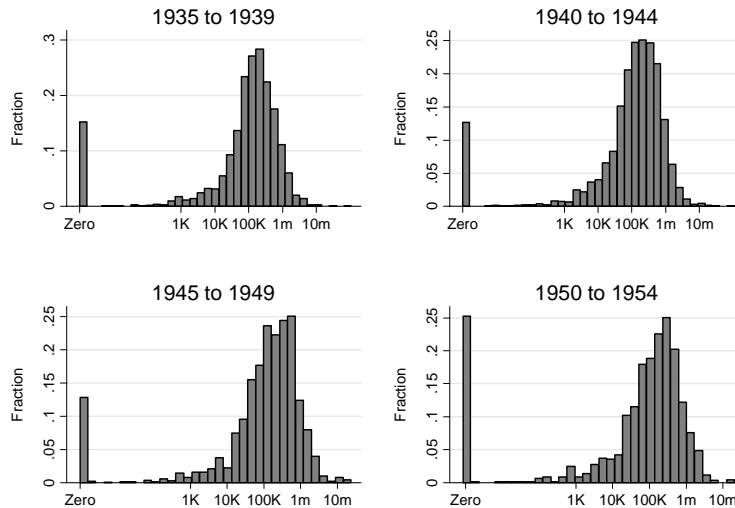 1935 to 1939
Fraction
.3
.2
.1
0
Zero 1K 10K 100K 1m 10m
1940 to 1944
Fraction
.25
.2
.15
.1
.05
0
Zero 1K 10K 100K 1m 10m
1945 to 1949
Fraction
.25
.2
.15
.1
.05
0
Zero 1K 10K 100K 1m 10m
1950 to 1954
Fraction
.25
.2
.15
.1
.05
0
Zero 1K 10K 100K 1m 10m